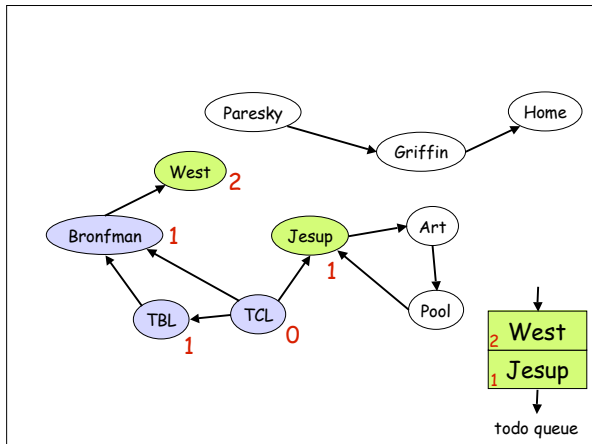 Paresky
Home
Griffin
West
2
Bronfman
1
Jesup
1
Art
Pool
TBL
1
TCL
0
2 West
1 Jesup
todo queue